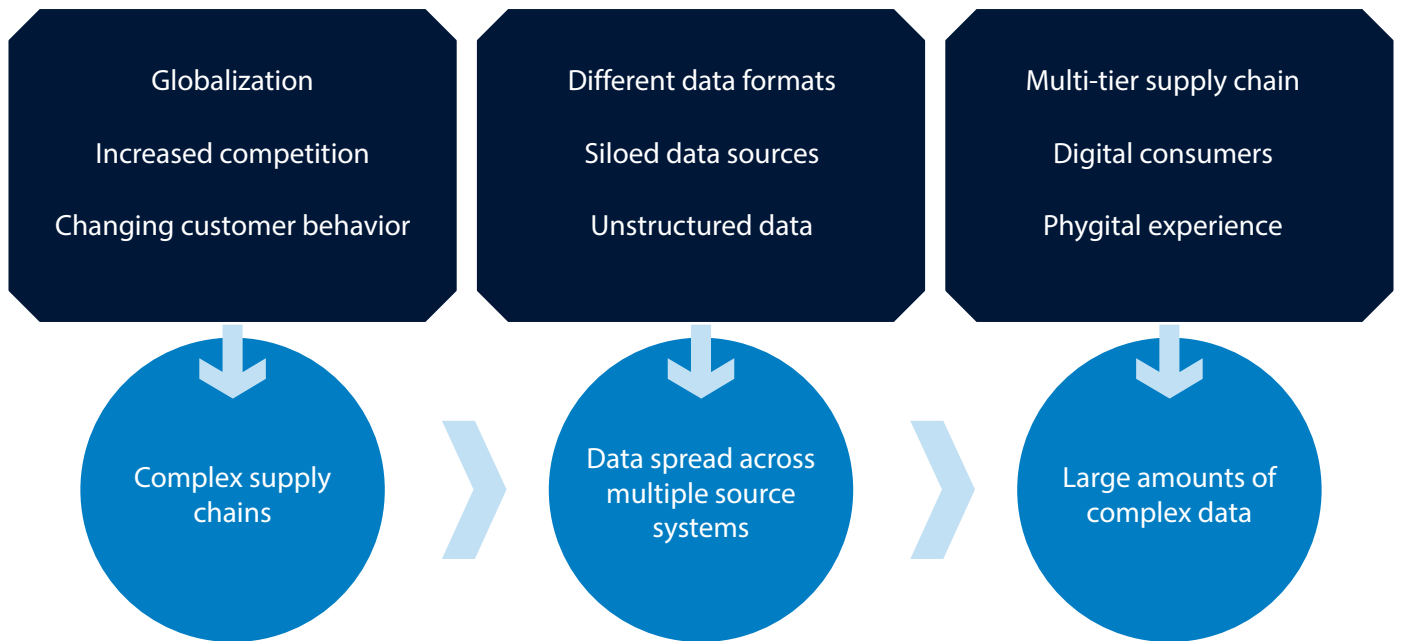 Globalization
Increased competition
Changing customer behavior
Different data formats
Siloed data sources
Unstructured data
Multi-tier supply chain
Digital consumers
Phygital experience
Complex supply
chains
Data spread across
multiple source
systems
Large amounts of
complex data